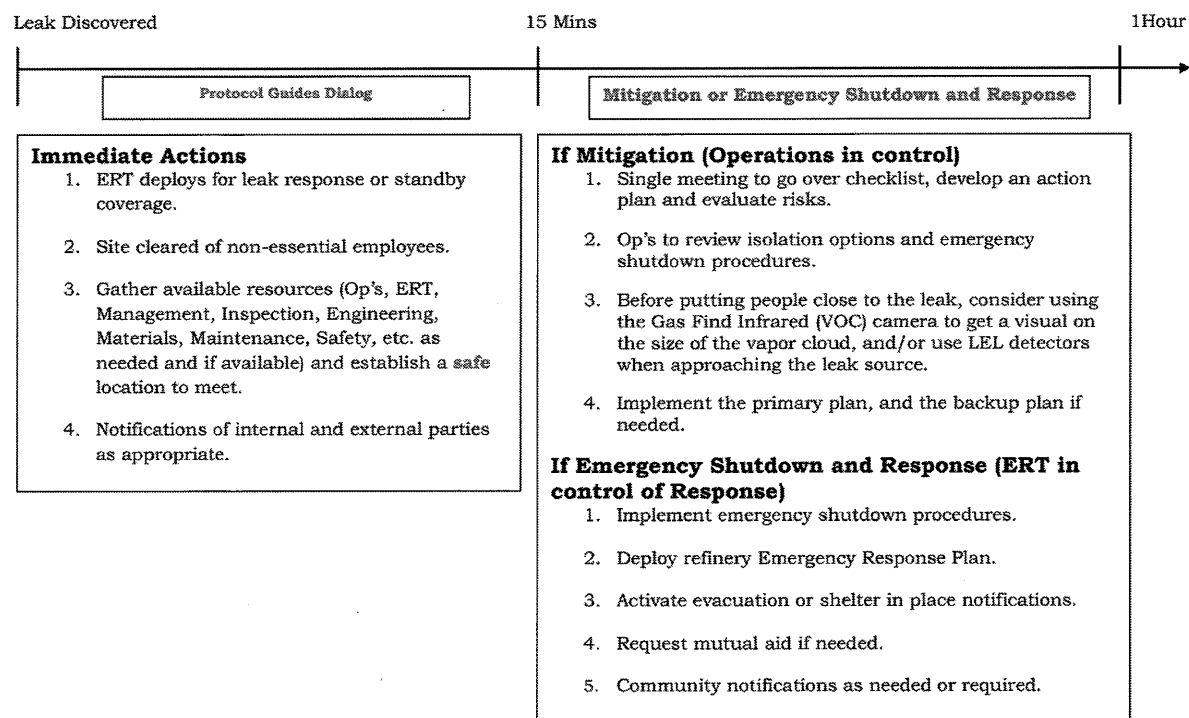 Leak Discovered
15 Mins
1Hour
Protocol Guides Dialog
Mitigation or Emergency Shutdown and Response
Immediate Actions
1. ERT deploys for leak response or standby
coverage.
2. Site cleared of non-essential employees.
3. Gather available resources (Op's, ERT,
Management, Inspection, Engineering,
Materials, Maintenance, Safety, etc. as
needed and if available) and establish a safe
location to meet.
4. Notifications of internal and external parties
as appropriate.
If Mitigation (Operations in control)
1. Single meeting to go over checklist, develop an action
plan and evaluate risks.
2. Op's to review isolation options and emergency
shutdown procedures.
3. Before putting people close to the leak, consider using
the Gas Find Infrared (VOC) camera to get a visual on
the size of the vapor cloud, and/or use LEL detectors
when approaching the leak source.
4. Implement the primary plan, and the backup plan if
needed.
If Emergency Shutdown and Response (ERT in
control of Response)
1. Implement emergency shutdown procedures.
2. Deploy refinery Emergency Response Plan.
3. Activate evacuation or shelter in place notifications.
4. Request mutual aid if needed.
5. Community notifications as needed or required.